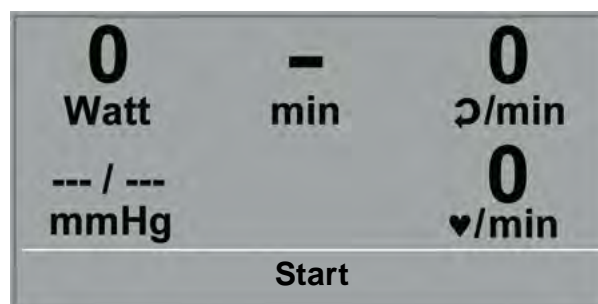 0 – 0
Watt min ↻/min
--- / --- 0
mmHg ♥/min
Start